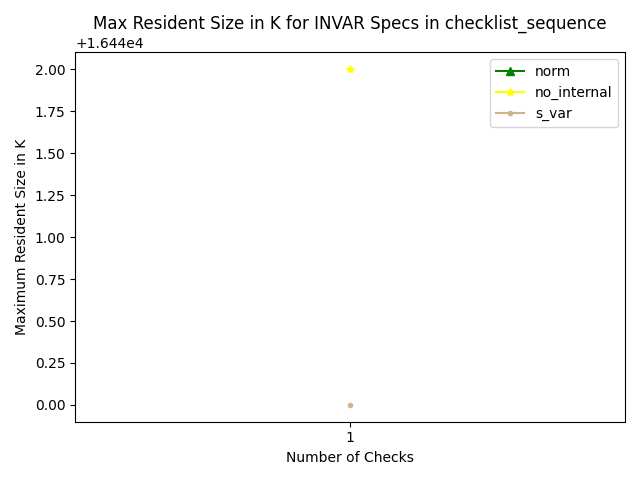 Max Resident Size in K for INVAR Specs in checklist_sequence
+1.644e4
2.00
1.75
1.50
1.25
1.00
0.75
0.50
0.25
0.00
Maximum Resident Size in K
norm
no_internal
s_var
1
Number of Checks